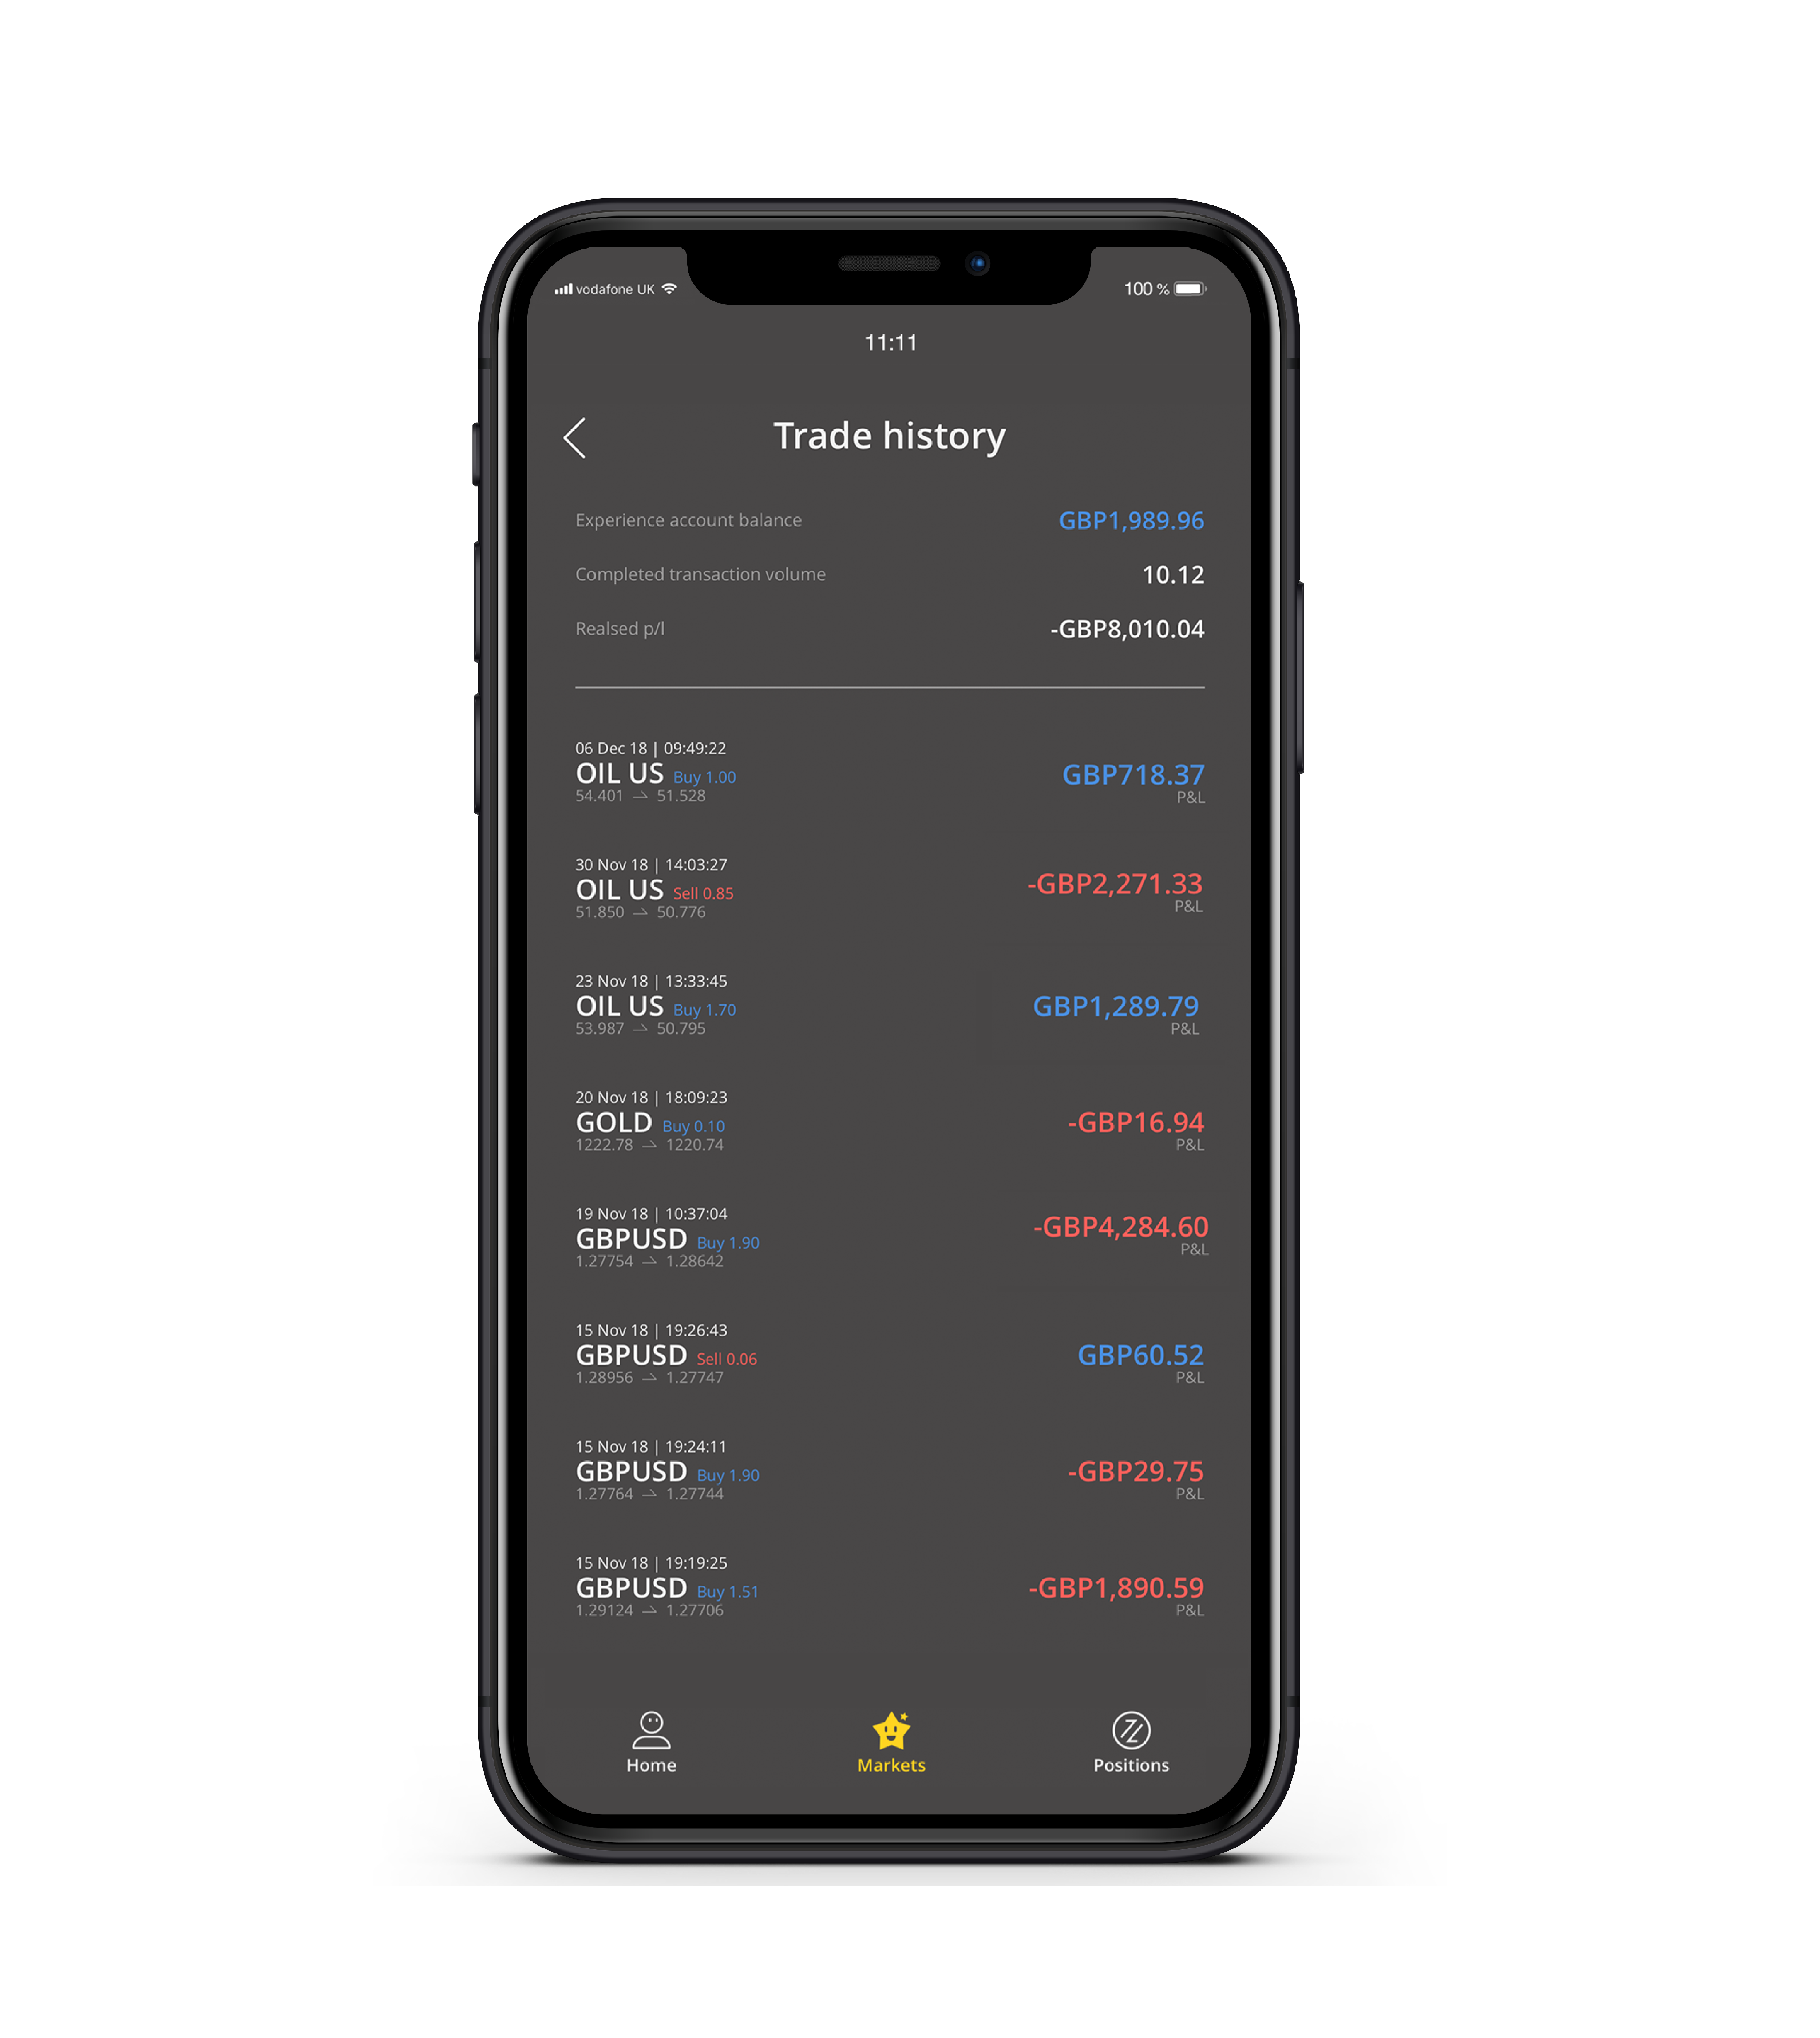 vodafone UK
100 %
11:11
Trade history
Experience account balance GBP1,989.96
Completed transaction volume 10.12
Realsed p/l -GBP8,010.04
06 Dec 18 | 09:49:22
OIL US Buy 1.00 GBP718.37
54.401 → 51.528 P&L
30 Nov 18 | 14:03:27
OIL US Sell 0.85 -GBP2,271.33
51.850 → 50.776 P&L
23 Nov 18 | 13:33:45
OIL US Buy 1.70 GBP1,289.79
53.987 → 50.795 P&L
20 Nov 18 | 18:09:23
GOLD Buy 0.10 -GBP16.94
1222.78 → 1220.74 P&L
19 Nov 18 | 10:37:04
GBPUSD Buy 1.90 -GBP4,284.60
1.27754 → 1.28642 P&L
15 Nov 18 | 19:26:43
GBPUSD Sell 0.06 GBP60.52
1.28956 → 1.27747 P&L
15 Nov 18 | 19:24:11
GBPUSD Buy 1.90 -GBP29.75
1.27764 → 1.27744 P&L
15 Nov 18 | 19:19:25
GBPUSD Buy 1.51 -GBP1,890.59
1.29124 → 1.27706 P&L
Home Markets Positions